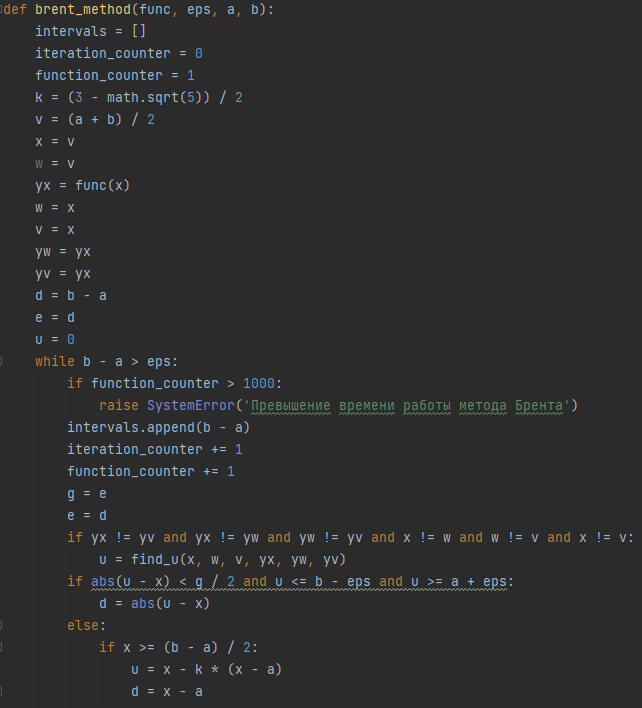 def brent_method(func, eps, a, b):
    intervals = []
    iteration_counter = 0
    function_counter = 1
    k = (3 - math.sqrt(5)) / 2
    v = (a + b) / 2
    x = v
    w = v
    yx = func(x)
    w = x
    v = x
    yw = yx
    yv = yx
    d = b - a
    e = d
    u = 0
    while b - a > eps:
        if function_counter > 1000:
            raise SystemError('Превышение времени работы метода Брента')
        intervals.append(b - a)
        iteration_counter += 1
        function_counter += 1
        g = e
        e = d
        if yx != yv and yx != yw and yw != yv and x != w and w != v and x != v:
            u = find_u(x, w, v, yx, yw, yv)
        if abs(u - x) < g / 2 and u <= b - eps and u >= a + eps:
            d = abs(u - x)
        else:
            if x >= (b - a) / 2:
                u = x - k * (x - a)
                d = x - a